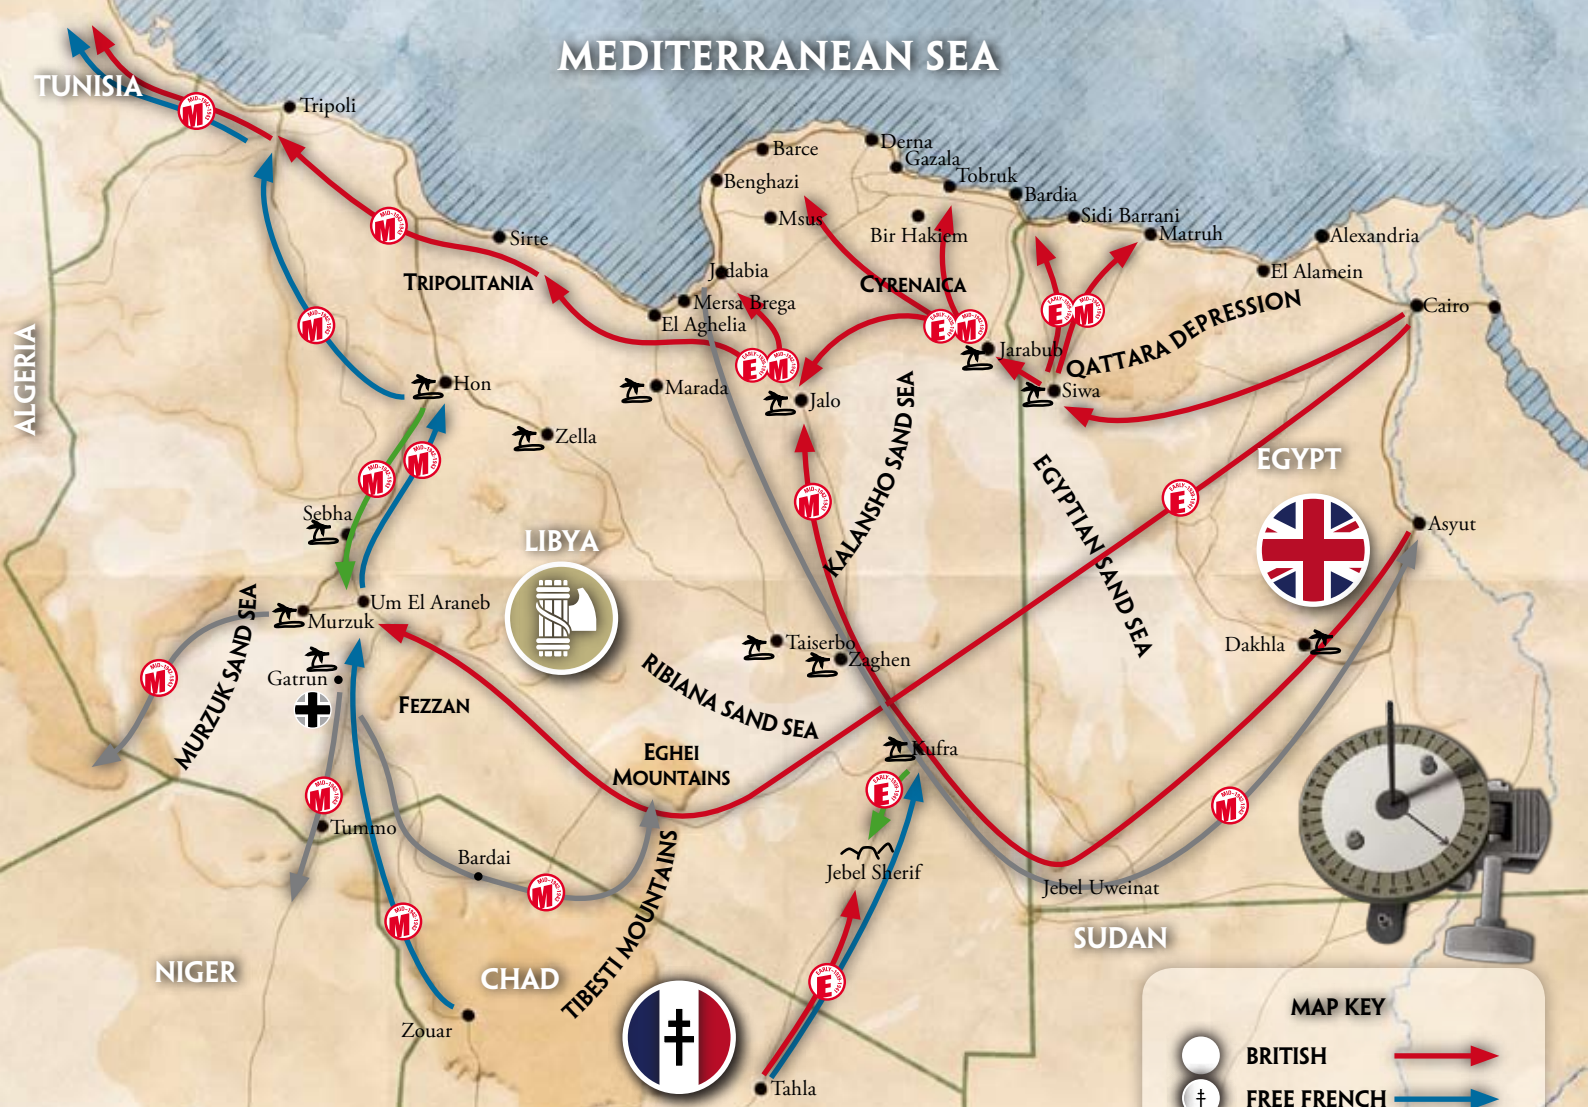 MEDITERRANEAN SEA
TUNISIA
Tripoli
Barce
Derna
Gazala
Tobruk
Benghazi
Bardia
Msus
Bir Hakiem
Sidi Barrani
Matruh
Alexandria
Sirte
Jedabia
El Alamein
TRIPOLITANIA
CYRENAICA
Mersa Brega
El Aghelia
Cairo
QATTARA DEPRESSION
ALGERIA
Jarabub
Hon
Marada
Jalo
Siwa
Zella
KALANSHO SAND SEA
EGYPTIAN SAND SEA
EGYPT
Sebha
LIBYA
Asyut
Um El Araneb
Murzuk
MURZUK SAND SEA
Taiserbo
Zaghen
Dakhla
Gatrun
FEZZAN
RIBIANA SAND SEA
EGHEI
MOUNTAINS
Kufra
Tummo
Bardai
Jebel Sherif
Jebel Uweinat
TIBESTI MOUNTAINS
SUDAN
NIGER
CHAD
Zouar
Tahla
MAP KEY
BRITISH
FREE FRENCH
M
M
M
M
M
M
M
M
M
M
M
M
M
M
E
E
E
E
E
E